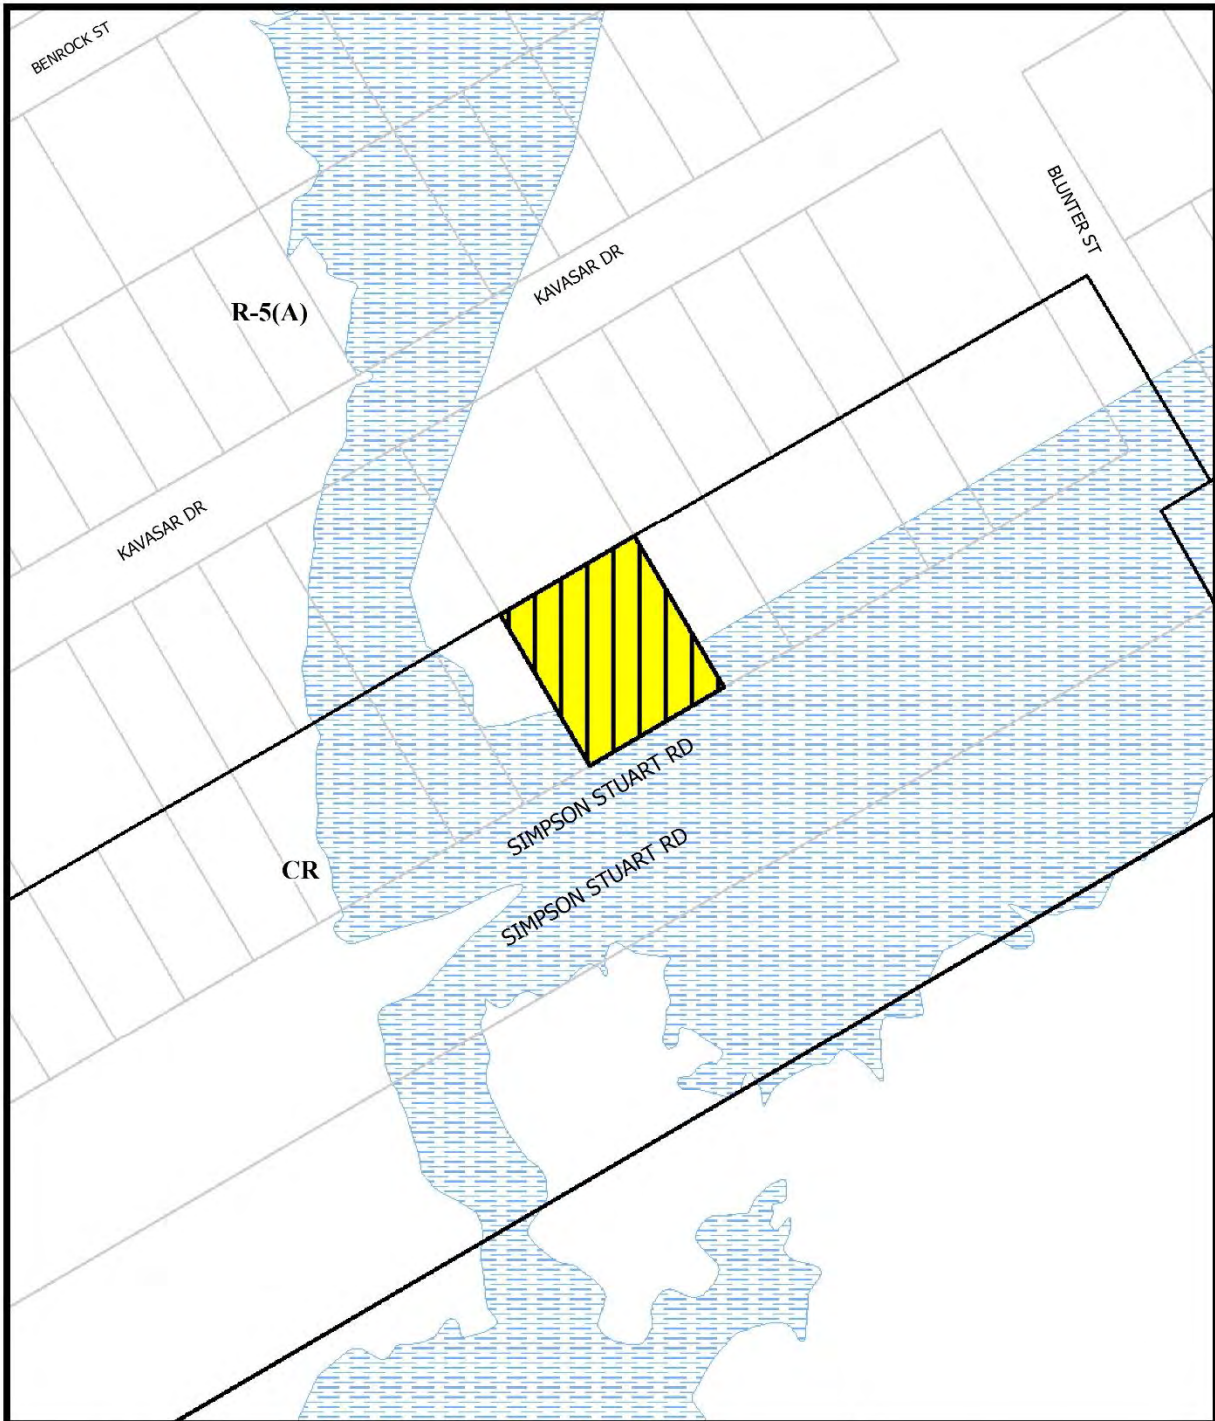 BENROCK ST
BLUNTER ST
KAVASAR DR
R-5(A)
KAVASAR DR
SIMPSON STUART RD
SIMPSON STUART RD
CR